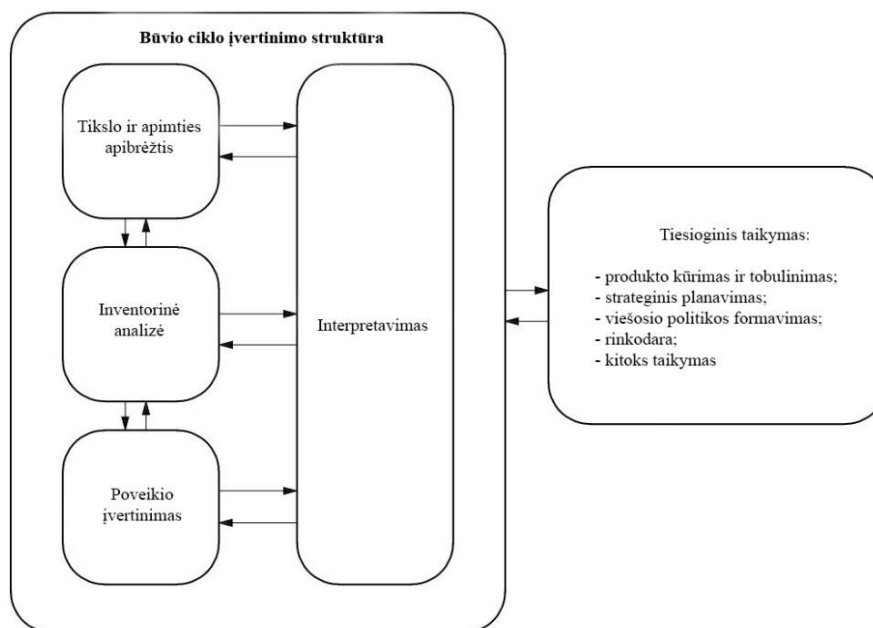 Būvio ciklo įvertinimo struktūra
Tikslo ir apimties
apibrėžtis
Inventorinė
analizė
Poveikio
įvertinimas
Interpretavimas
Tiesioginis taikymas:
- produkto kūrimas ir tobulinimas;
- strateginis planavimas;
- viešosio politikos formavimas;
- rinkodara;
- kitoks taikymas